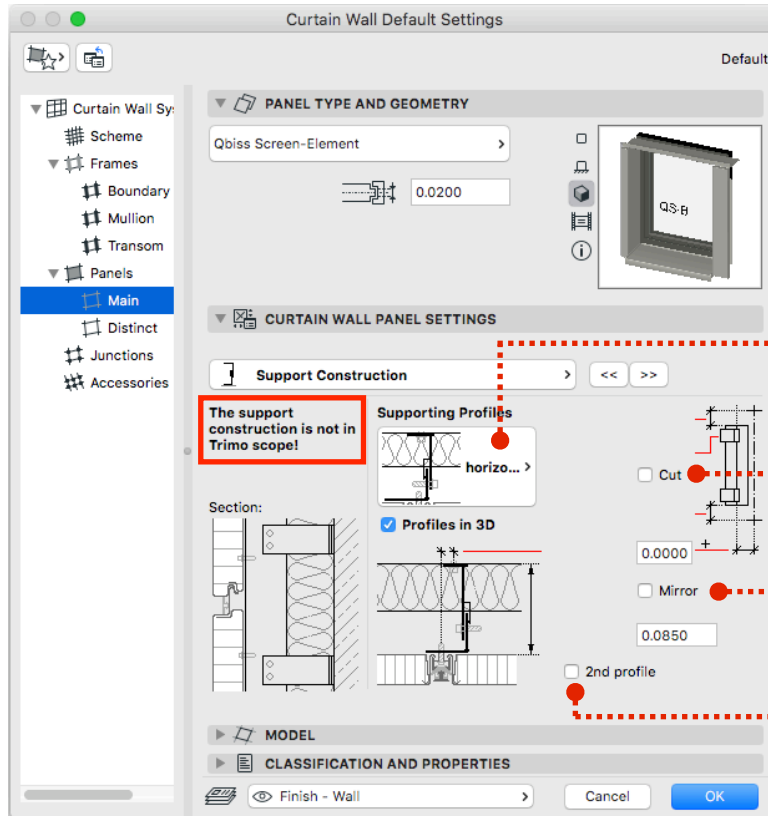 Curtain Wall Default Settings
Default
Curtain Wall Sy
Scheme
Frames
Boundary
Mullion
Transom
Panels
Main
Distinct
Junctions
Accessories
PANEL TYPE AND GEOMETRY
Qbiss Screen-Element
0.0200
QS-B
CURTAIN WALL PANEL SETTINGS
Support Construction
<< >>
The support
construction is not in
Trimo scope!
Section:
Supporting Profiles
horizo...
Profiles in 3D
Cut
0.0000
Mirror
0.0850
2nd profile
MODEL
CLASSIFICATION AND PROPERTIES
Finish - Wall
Cancel
OK